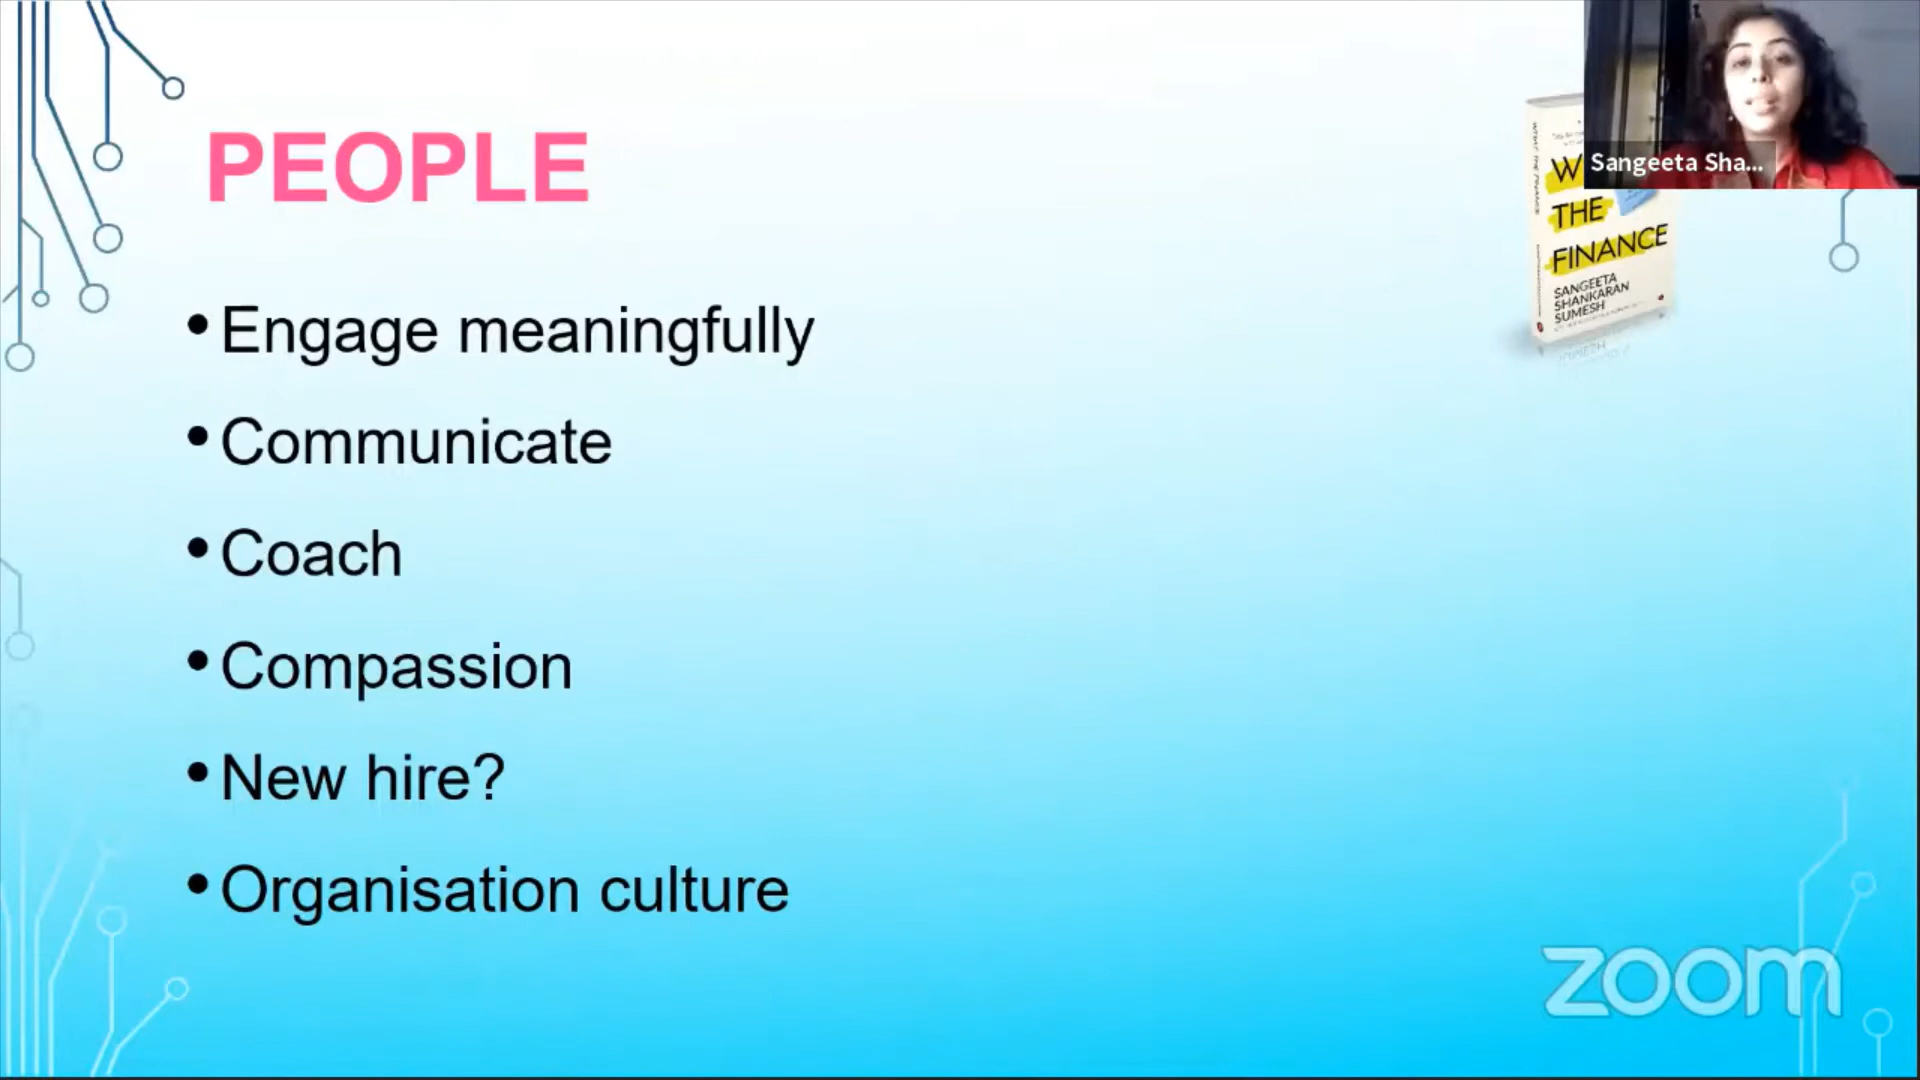 PEOPLE
• Engage meaningfully
• Communicate
• Coach
• Compassion
• New hire?
• Organisation culture
Sangeeta Sha...
W
THE
FINANCE
SANGEETA
SHANKARAN
SUMESH
zoom